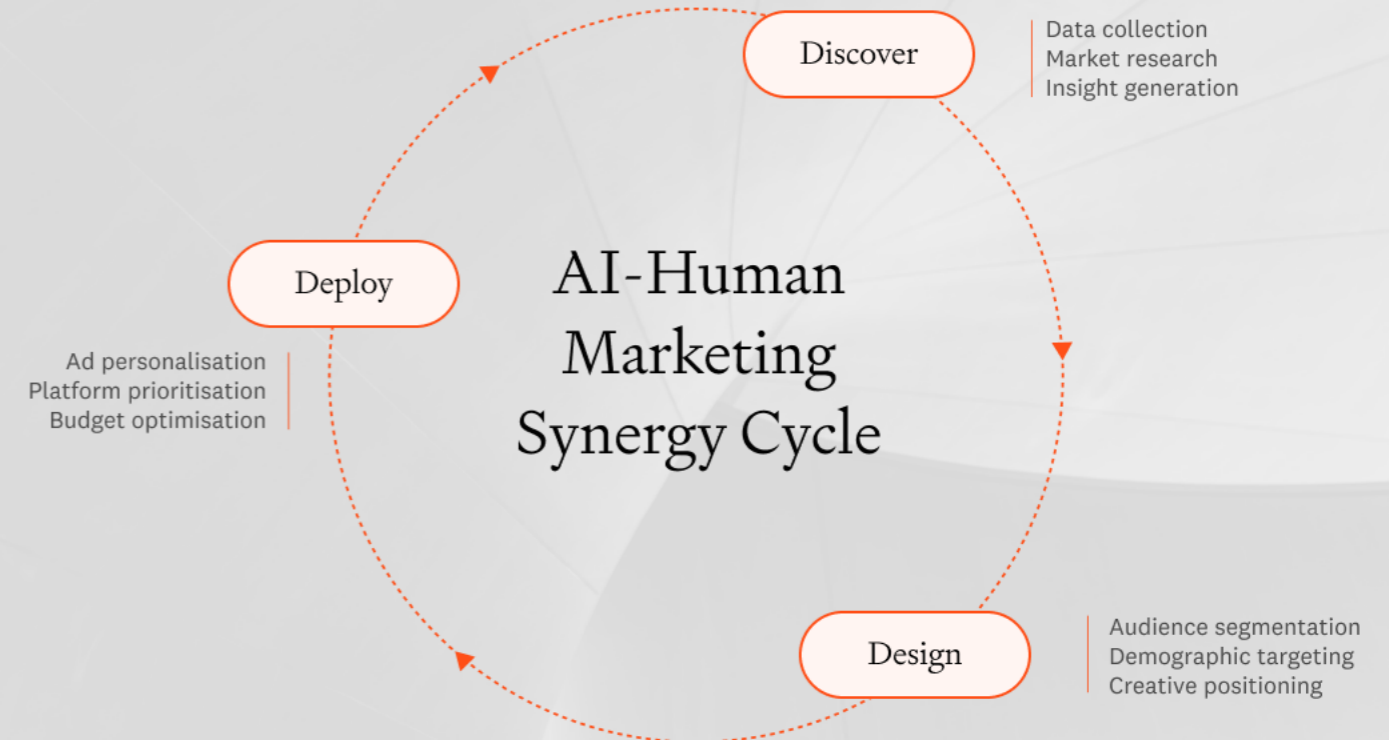 Discover
Data collection
Market research
Insight generation
AI-Human
Marketing
Synergy Cycle
Deploy
Ad personalisation
Platform prioritisation
Budget optimisation
Design
Audience segmentation
Demographic targeting
Creative positioning